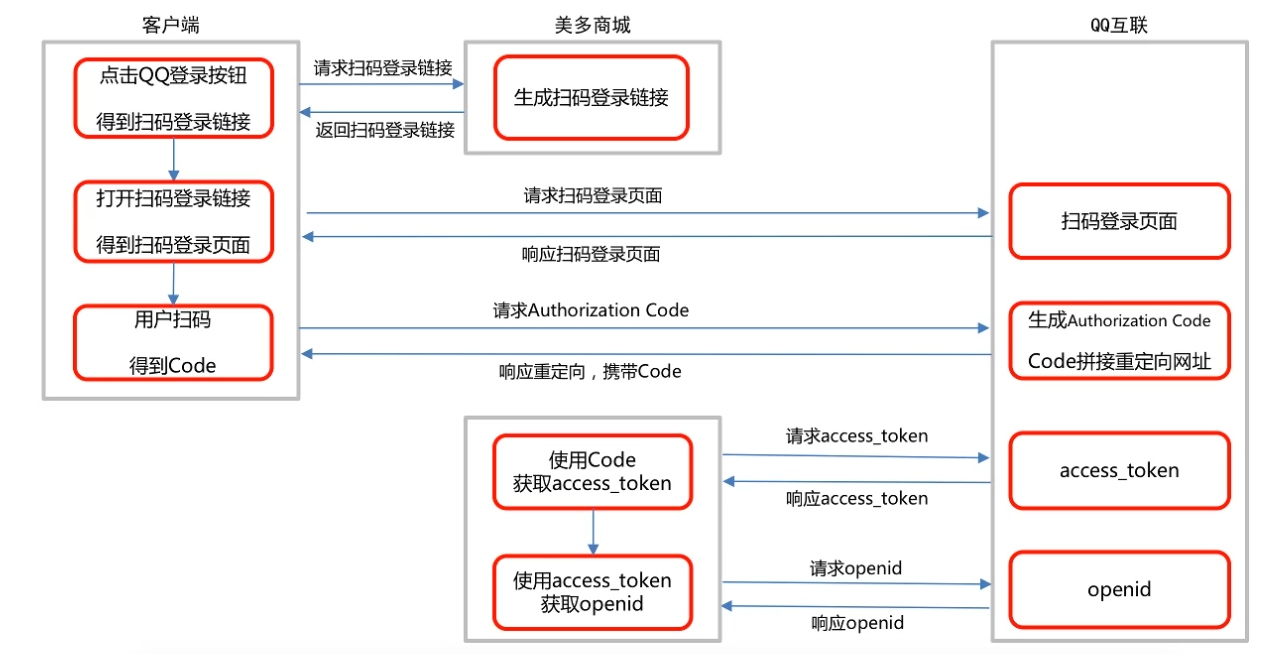 客户端
美多商城
QQ互联
点击QQ登录按钮
得到扫码登录链接
请求扫码登录链接
返回扫码登录链接
生成扫码登录链接
打开扫码登录链接
得到扫码登录页面
请求扫码登录页面
响应扫码登录页面
扫码登录页面
用户扫码
得到Code
请求Authorization Code
响应重定向，携带Code
生成Authorization Code
Code拼接重定向网址
使用Code
获取access_token
请求access_token
响应access_token
access_token
使用access_token
获取openid
请求openid
响应openid
openid